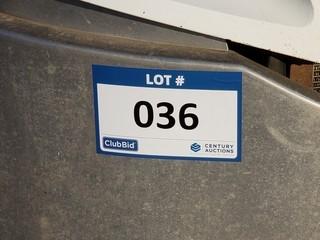 LOT #
036
ClubBid
CENTURY
AUCTIONS